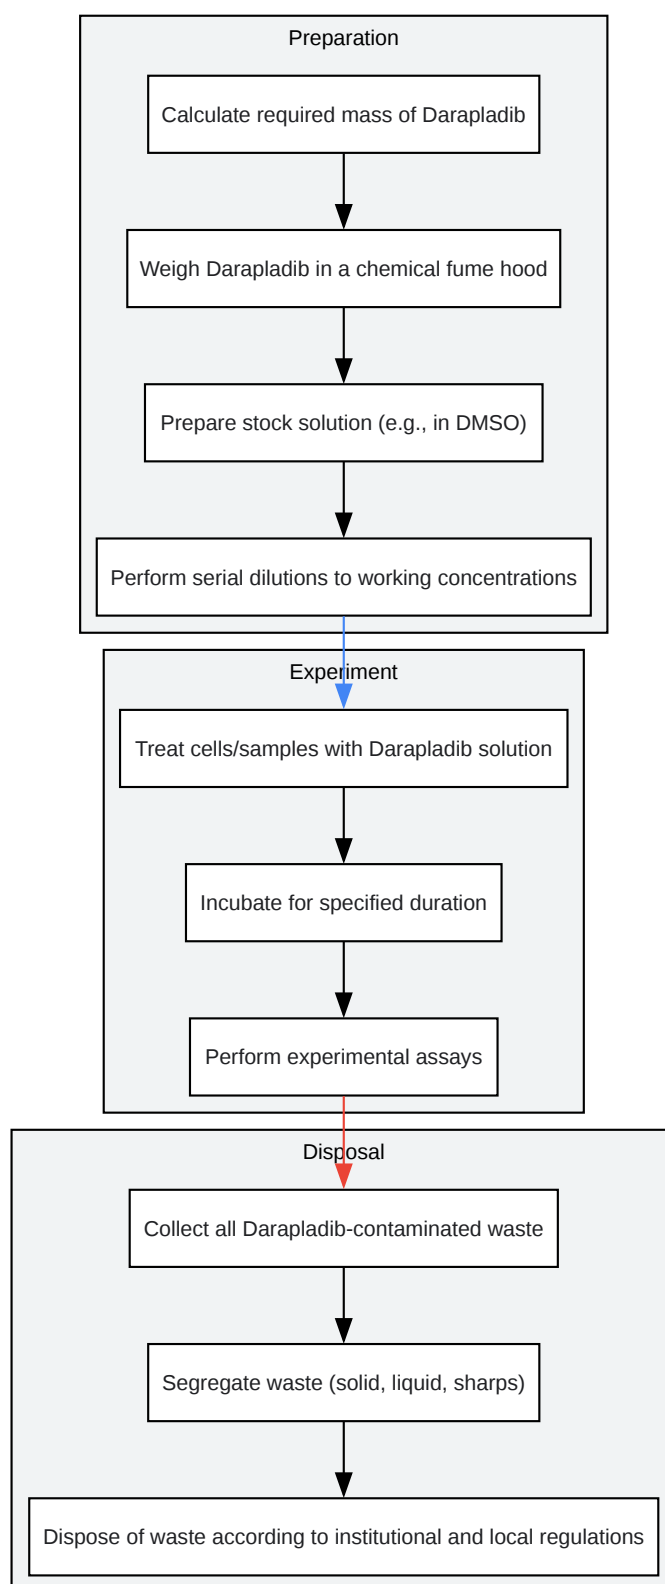 Preparation
Calculate required mass of Darapladib
Weigh Darapladib in a chemical fume hood
Prepare stock solution (e.g., in DMSO)
Perform serial dilutions to working concentrations
Experiment
Treat cells/samples with Darapladib solution
Incubate for specified duration
Perform experimental assays
Disposal
Collect all Darapladib-contaminated waste
Segregate waste (solid, liquid, sharps)
Dispose of waste according to institutional and local regulations